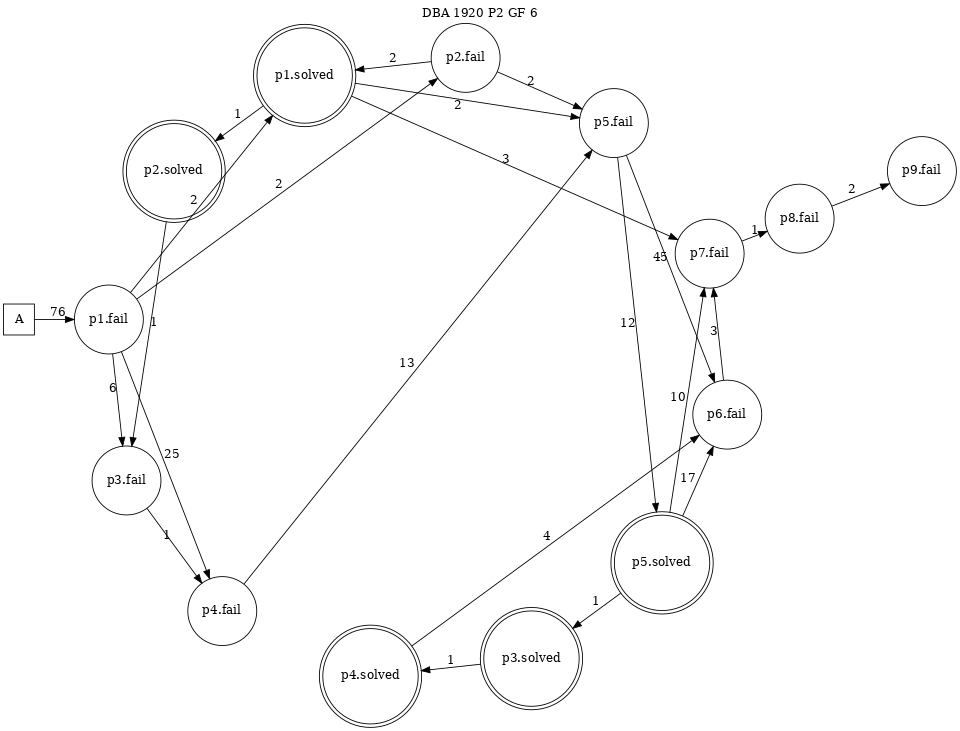 DBA 1920 P2 GF 6
p2.fail
2
p1.solved
2
2
p5.fail
1
p2.solved
3
2
2
p9.fail
2
p8.fail
1
p7.fail
45
A
76
p1.fail
1
12
3
13
6
10
25
p6.fail
p3.fail
17
1
4
p5.solved
1
p4.fail
p3.solved
1
p4.solved